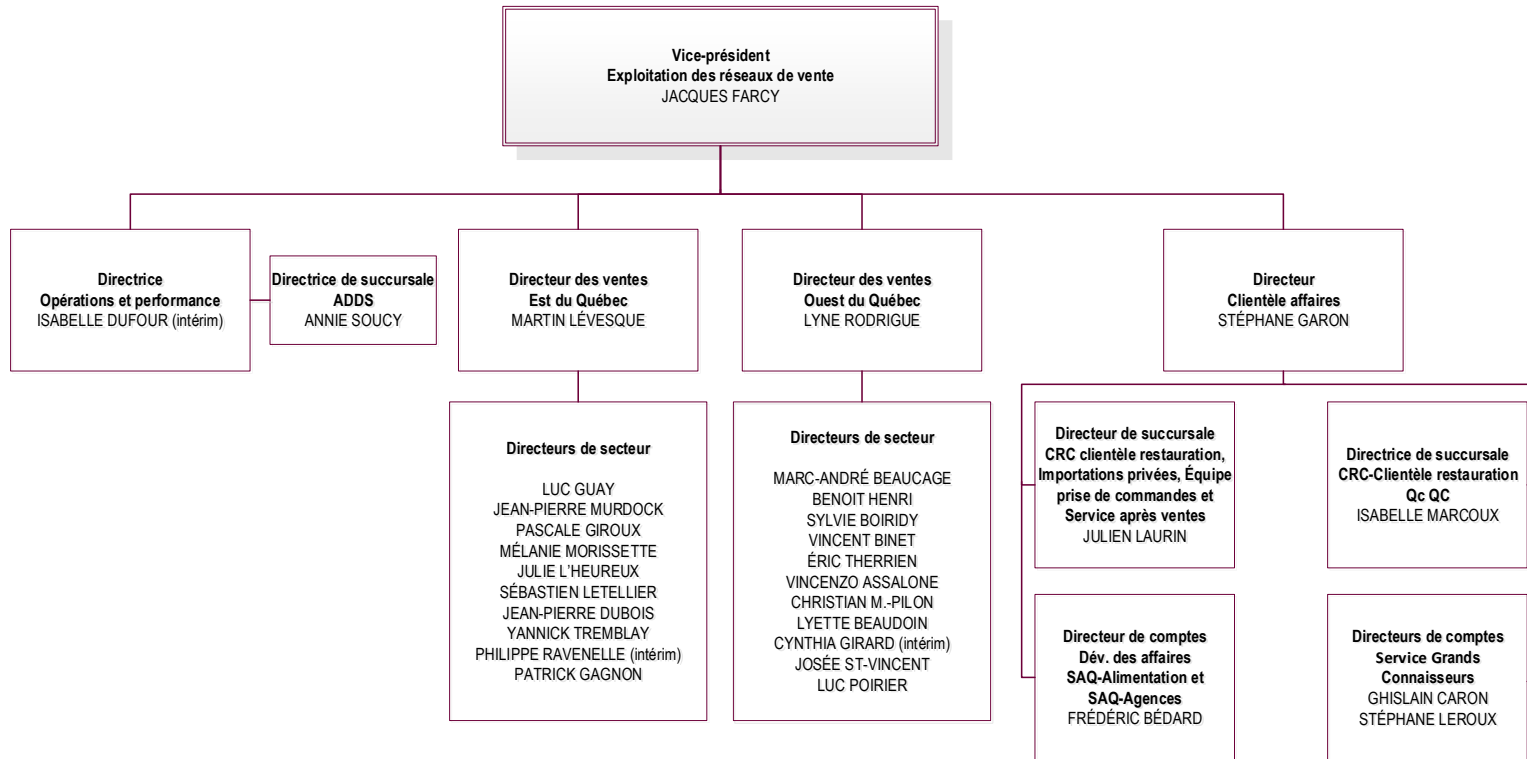 Vice-président
Exploitation des réseaux de vente
JACQUES FARCY
Directrice
Opérations et performance
ISABELLE DUFOUR (intérim)
Directrice de succursale
ADDS
ANNIE SOUCY
Directeur des ventes
Est du Québec
MARTIN LÉVESQUE
Directeur des ventes
Ouest du Québec
LYNE RODRIGUE
Directeur
Clientèle affaires
STÉPHANE GARON
Directeurs de secteur
LUC GUAY
JEAN-PIERRE MURDOCK
PASCALE GIROUX
MÉLANIE MORISSETTE
JULIE L'HEUREUX
SÉBASTIEN LETELLIER
JEAN-PIERRE DUBOIS
YANNICK TREMBLAY
PHILIPPE RAVENELLE (intérim)
PATRICK GAGNON
Directeurs de secteur
MARC-ANDRÉ BEAUCAGE
BENOIT HENRI
SYLVIE BOIRIDY
VINCENT BINET
ÉRIC THERRIEN
VINCENZO ASSALONE
CHRISTIAN M.-PILON
LYETTE BEAUDOIN
CYNTHIA GIRARD (intérim)
JOSÉE ST-VINCENT
LUC POIRIER
Directeur de succursale
CRC clientèle restauration,
Importations privées, Équipe
prise de commandes et
Service après ventes
JULIEN LAURIN
Directrice de succursale
CRC-Clientèle restauration
Qc QC
ISABELLE MARCOUX
Directeur de comptes
Dév. des affaires
SAQ-Alimentation et
SAQ-Agences
FRÉDÉRIC BÉDARD
Directeurs de comptes
Service Grands
Connaisseurs
GHISLAIN CARON
STÉPHANE LEROUX